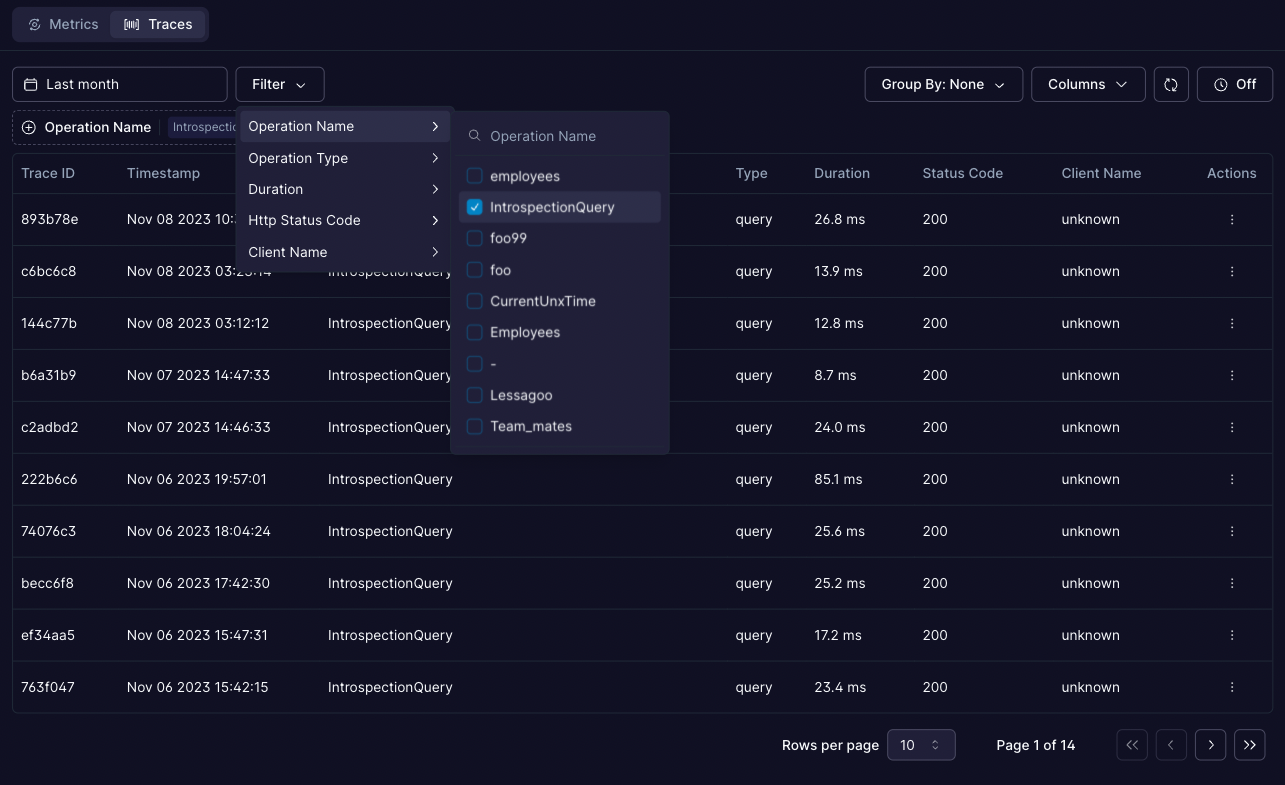 Metrics Traces
Last month Filter Group By: None Columns Off
Operation Name Introspectio
Operation Name
Operation Type
Duration
Http Status Code
Client Name
Operation Name
employees
IntrospectionQuery
foo99
foo
CurrentUnxTime
Employees
-
Lessagoo
Team_mates
Trace ID Timestamp Type Duration Status Code Client Name Actions
893b78e Nov 08 2023 10: query 26.8 ms 200 unknown
c6bc6c8 Nov 08 2023 03:23:14 IntrospectionQuery query 13.9 ms 200 unknown
144c77b Nov 08 2023 03:12:12 IntrospectionQuery query 12.8 ms 200 unknown
b6a31b9 Nov 07 2023 14:47:33 IntrospectionQuery query 8.7 ms 200 unknown
c2adbd2 Nov 07 2023 14:46:33 IntrospectionQuery query 24.0 ms 200 unknown
222b6c6 Nov 06 2023 19:57:01 IntrospectionQuery query 85.1 ms 200 unknown
74076c3 Nov 06 2023 18:04:24 IntrospectionQuery query 25.6 ms 200 unknown
becc6f8 Nov 06 2023 17:42:30 IntrospectionQuery query 25.2 ms 200 unknown
ef34aa5 Nov 06 2023 15:47:31 IntrospectionQuery query 17.2 ms 200 unknown
763f047 Nov 06 2023 15:42:15 IntrospectionQuery query 23.4 ms 200 unknown
Rows per page 10 Page 1 of 14